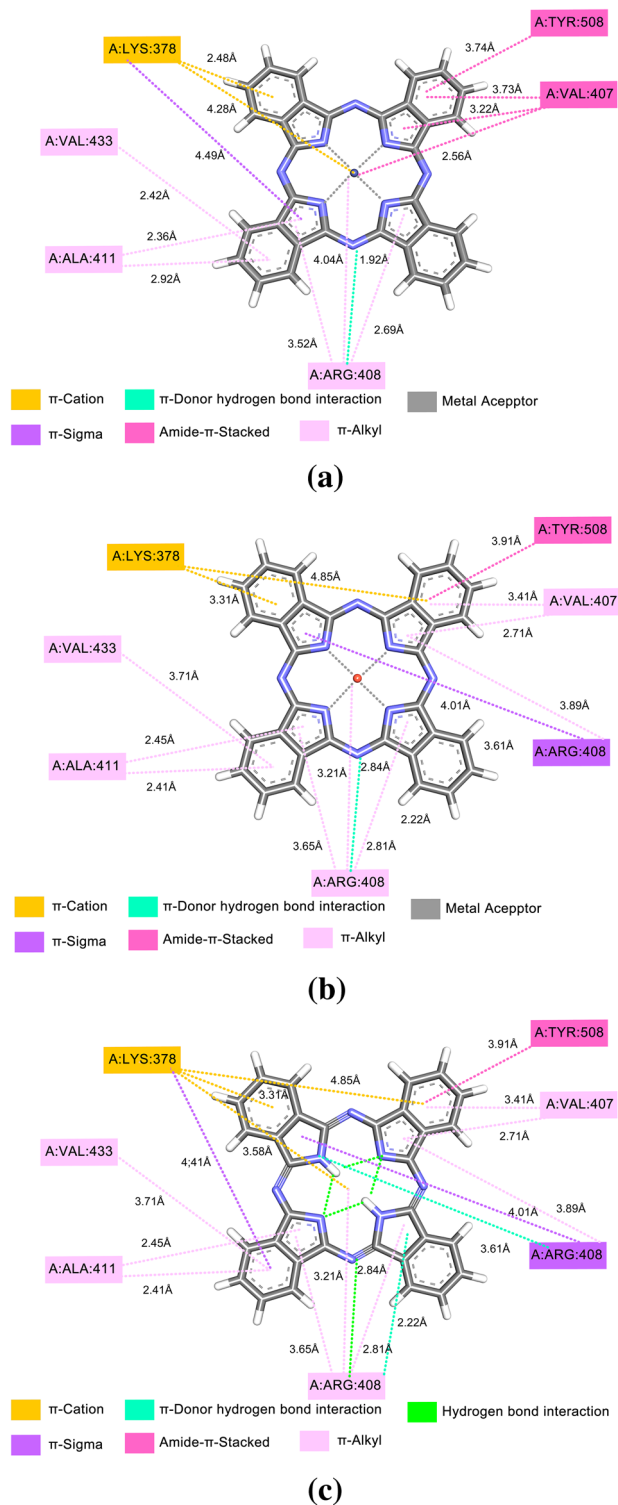 A:TYR:508
3.74Å
A:LYS:378
2.48Å
3.73Å
A:VAL:407
4.28Å
3.22Å
A:VAL:433
4.49Å
2.56Å
2.42Å
2.36Å
A:ALA:411
4.04Å
1.92Å
2.92Å
3.52Å
2.69Å
A:ARG:408
π-Cation
π-Donor hydrogen bond interaction
Metal Acepptor
π-Sigma
Amide-π-Stacked
π-Alkyl
(a)
A:TYR:508
3.91Å
A:LYS:378
4.85Å
3.31Å
3.41Å
A:VAL:407
2.71Å
A:VAL:433
3.71Å
4.01Å
3.89Å
2.45Å
3.61Å
A:ARG:408
A:ALA:411
3.21Å
2.84Å
2.41Å
2.22Å
3.65Å
2.81Å
A:ARG:408
π-Cation
π-Donor hydrogen bond interaction
Metal Acepptor
π-Sigma
Amide-π-Stacked
π-Alkyl
(b)
A:TYR:508
3.91Å
A:LYS:378
4.85Å
3.31Å
3.41Å
A:VAL:407
2.71Å
A:VAL:433
3.58Å
4;41Å
3.71Å
4.01Å
3.89Å
2.45Å
3.61Å
A:ARG:408
A:ALA:411
3.21Å
2.84Å
2.41Å
2.22Å
3.65Å
2.81Å
A:ARG:408
π-Cation
π-Donor hydrogen bond interaction
Hydrogen bond interaction
π-Sigma
Amide-π-Stacked
π-Alkyl
(c)